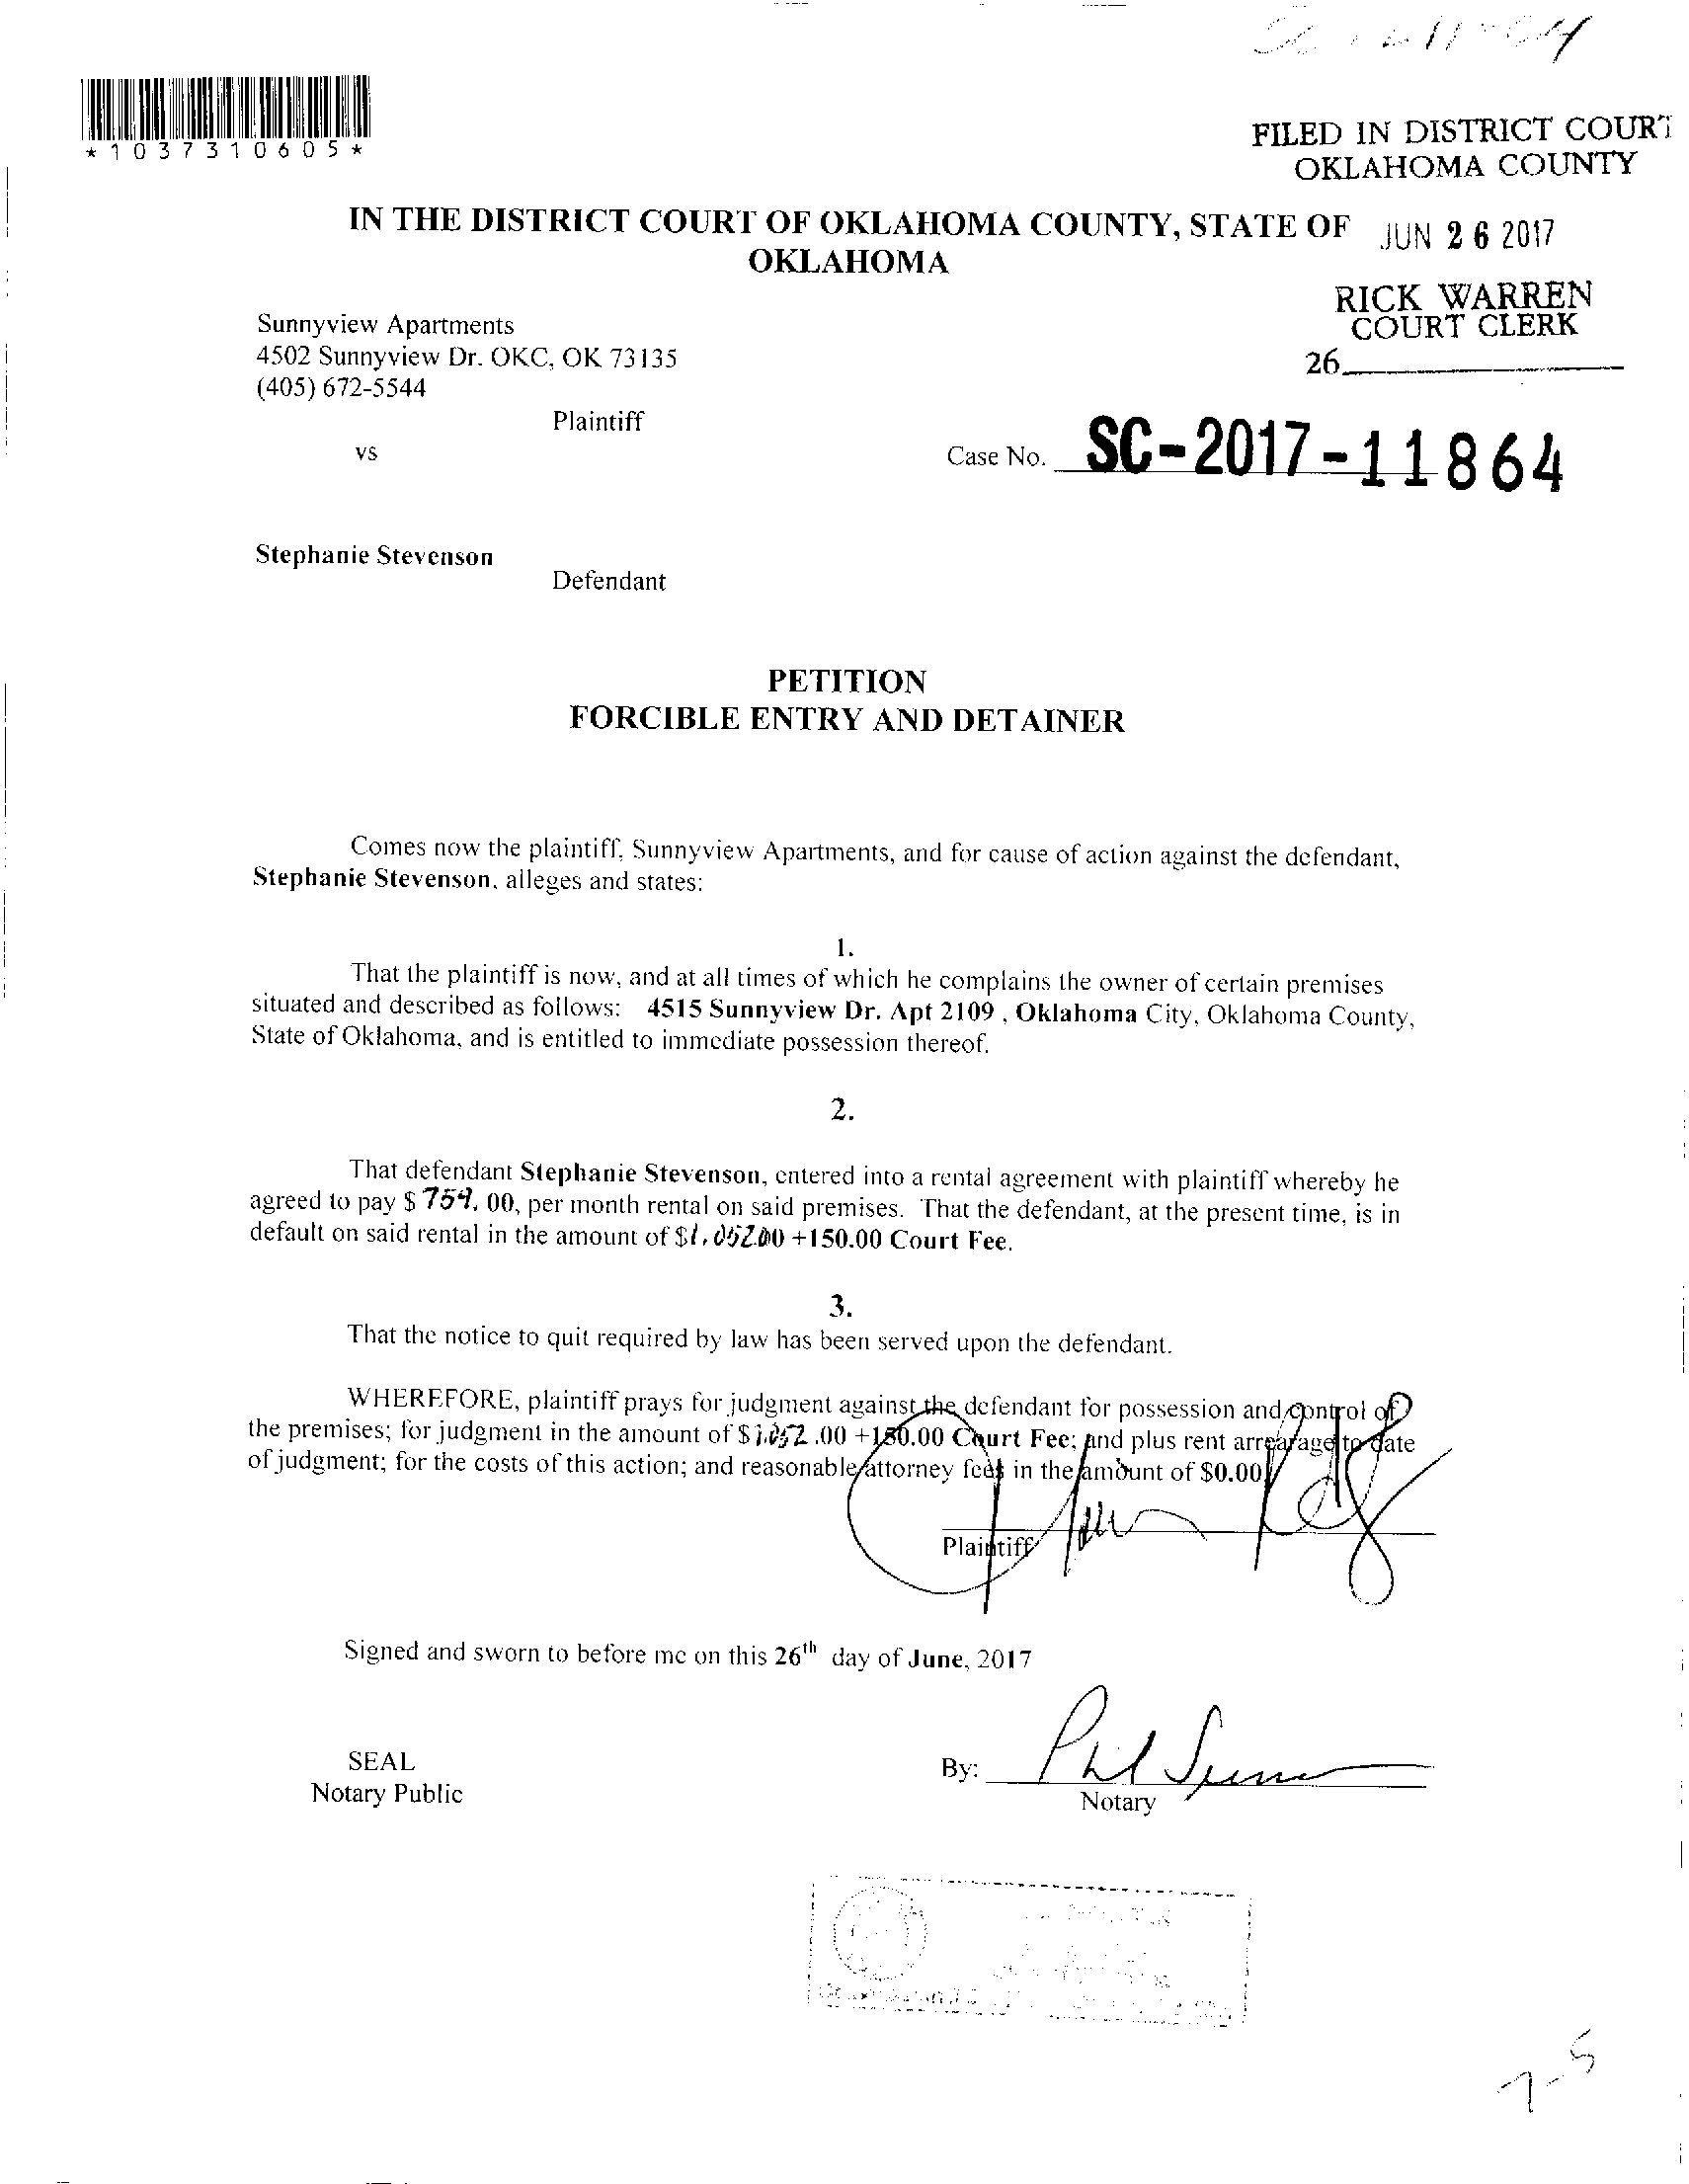 *1037310605*
FILED IN DISTRICT COURT
OKLAHOMA COUNTY
IN THE DISTRICT COURT OF OKLAHOMA COUNTY, STATE OF
OKLAHOMA
JUN 26 2017
RICK WARREN
COURT CLERK
26
Sunnyview Apartments
4502 Sunnyview Dr. OKC, OK 73135
(405) 672-5544
Plaintiff
vs
Case No. SC-2017-11864
Stephanie Stevenson
Defendant
PETITION
FORCIBLE ENTRY AND DETAINER
Comes now the plaintiff, Sunnyview Apartments, and for cause of action against the defendant,
Stephanie Stevenson, alleges and states:
1.
That the plaintiff is now, and at all times of which he complains the owner of certain premises
situated and described as follows: 4515 Sunnyview Dr. Apt 2109 , Oklahoma City, Oklahoma County,
State of Oklahoma, and is entitled to immediate possession thereof.
2.
That defendant Stephanie Stevenson, entered into a rental agreement with plaintiff whereby he
agreed to pay $ 759. 00, per month rental on said premises. That the defendant, at the present time, is in
default on said rental in the amount of $1,052.00 +150.00 Court Fee.
3.
That the notice to quit required by law has been served upon the defendant.
WHEREFORE, plaintiff prays for judgment against the defendant for possession and control of
the premises; for judgment in the amount of $1,052 .00 +150.00 Court Fee; and plus rent arrearage to date
of judgment; for the costs of this action; and reasonable attorney fees in the amount of $0.00
Plaintiff
Signed and sworn to before me on this 26th day of June, 2017
SEAL
Notary Public
By:
Notary
7-5